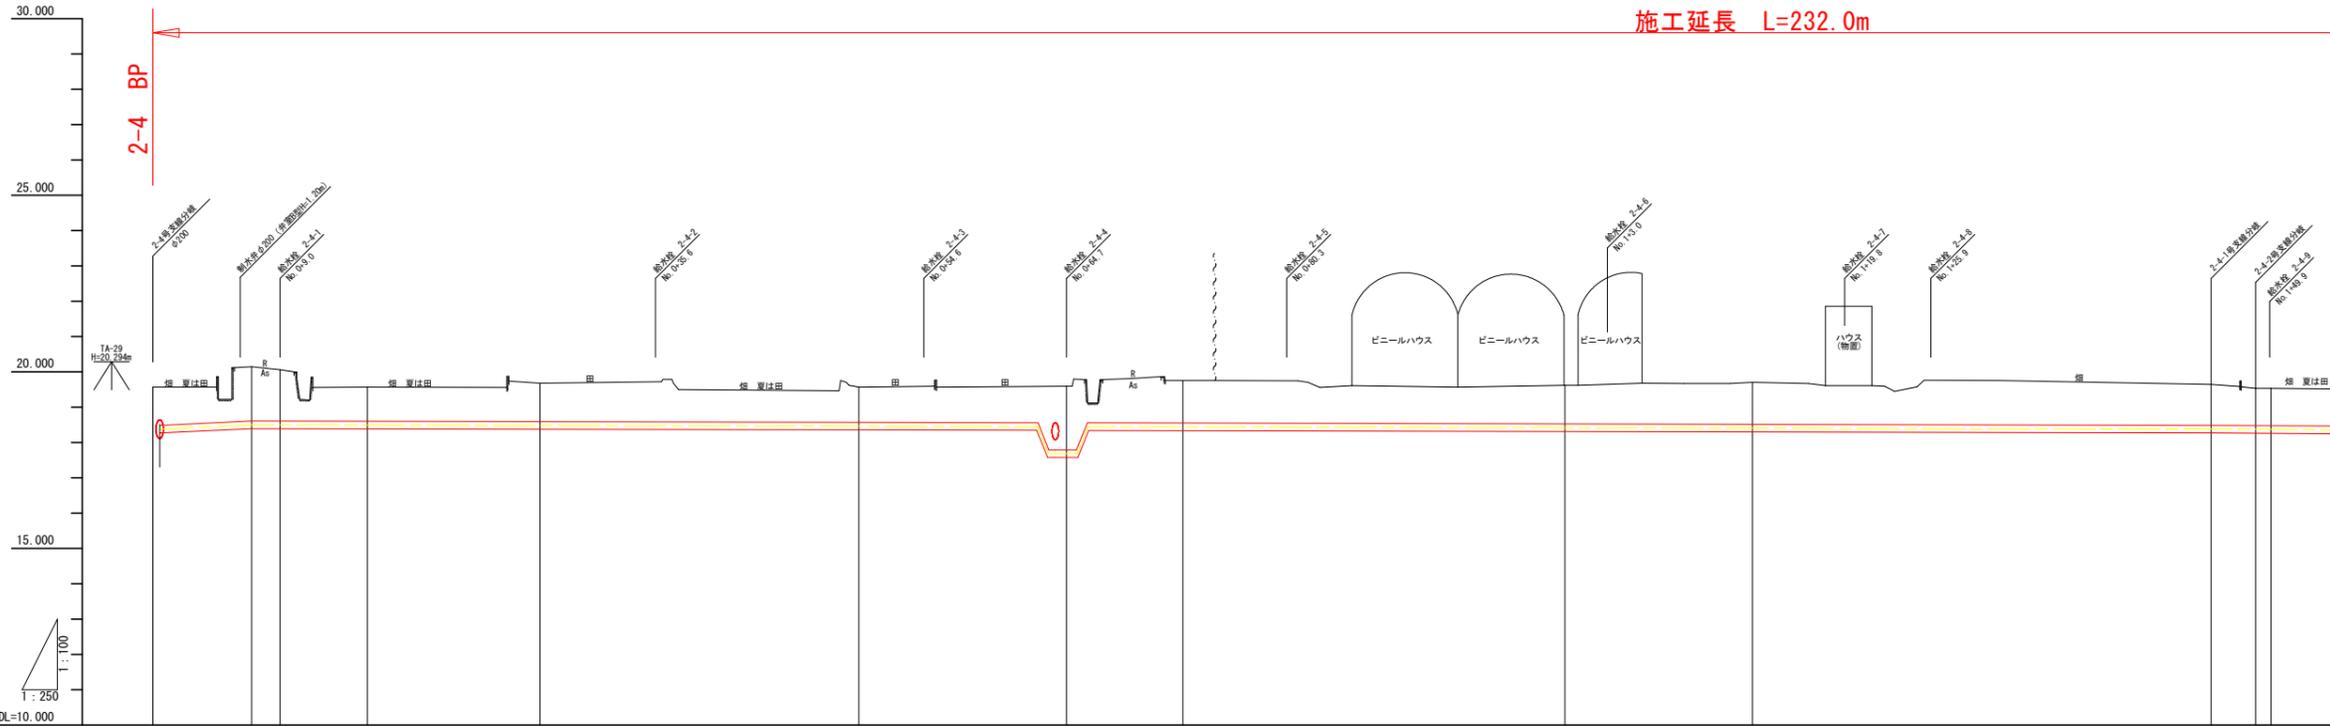 30.000
施工延長 L=232.0m
2-4 BP
25.000
2-4号支線分岐
φ200
制水弁φ200 (弁室B型H=1.20m)
給水栓 2-4-1
No.0+9.0
給水栓 2-4-2
No.0+35.6
給水栓 2-4-3
No.0+54.6
給水栓 2-4-4
No.0+64.7
給水栓 2-4-5
No.0+80.3
給水栓 2-4-6
No.1+3.0
給水栓 2-4-7
No.1+19.8
給水栓 2-4-8
No.1+25.9
2-4-1号支線分岐
2-4-2号支線分岐
給水栓 2-4-9
No.1+49.9
TA-29
H=20.294m
20.000
畑 夏は田
R
As
畑 夏は田
田
畑 夏は田
田
田
R
As
ビニールハウス
ビニールハウス
ビニールハウス
ハウス
(物置)
畑
畑 夏は田
15.000
1:100
1:250
DL=10.000